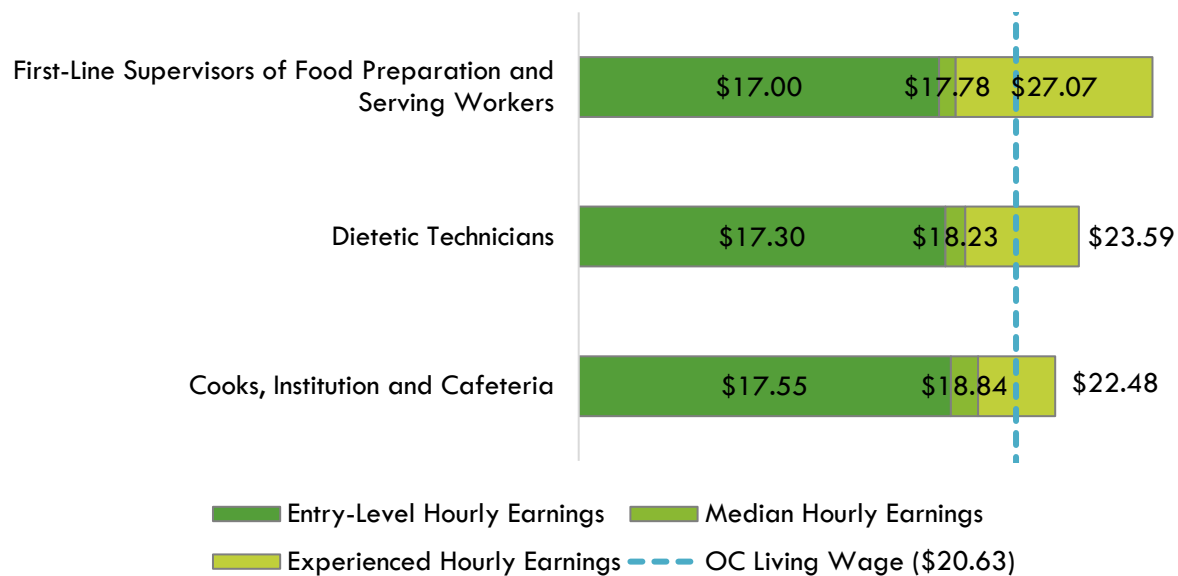 First-Line Supervisors of Food Preparation and
Serving Workers
$17.00 $17.78 $27.07
Dietetic Technicians
$17.30 $18.23 $23.59
Cooks, Institution and Cafeteria
$17.55 $18.84 $22.48
Entry-Level Hourly Earnings Median Hourly Earnings
Experienced Hourly Earnings OC Living Wage ($20.63)